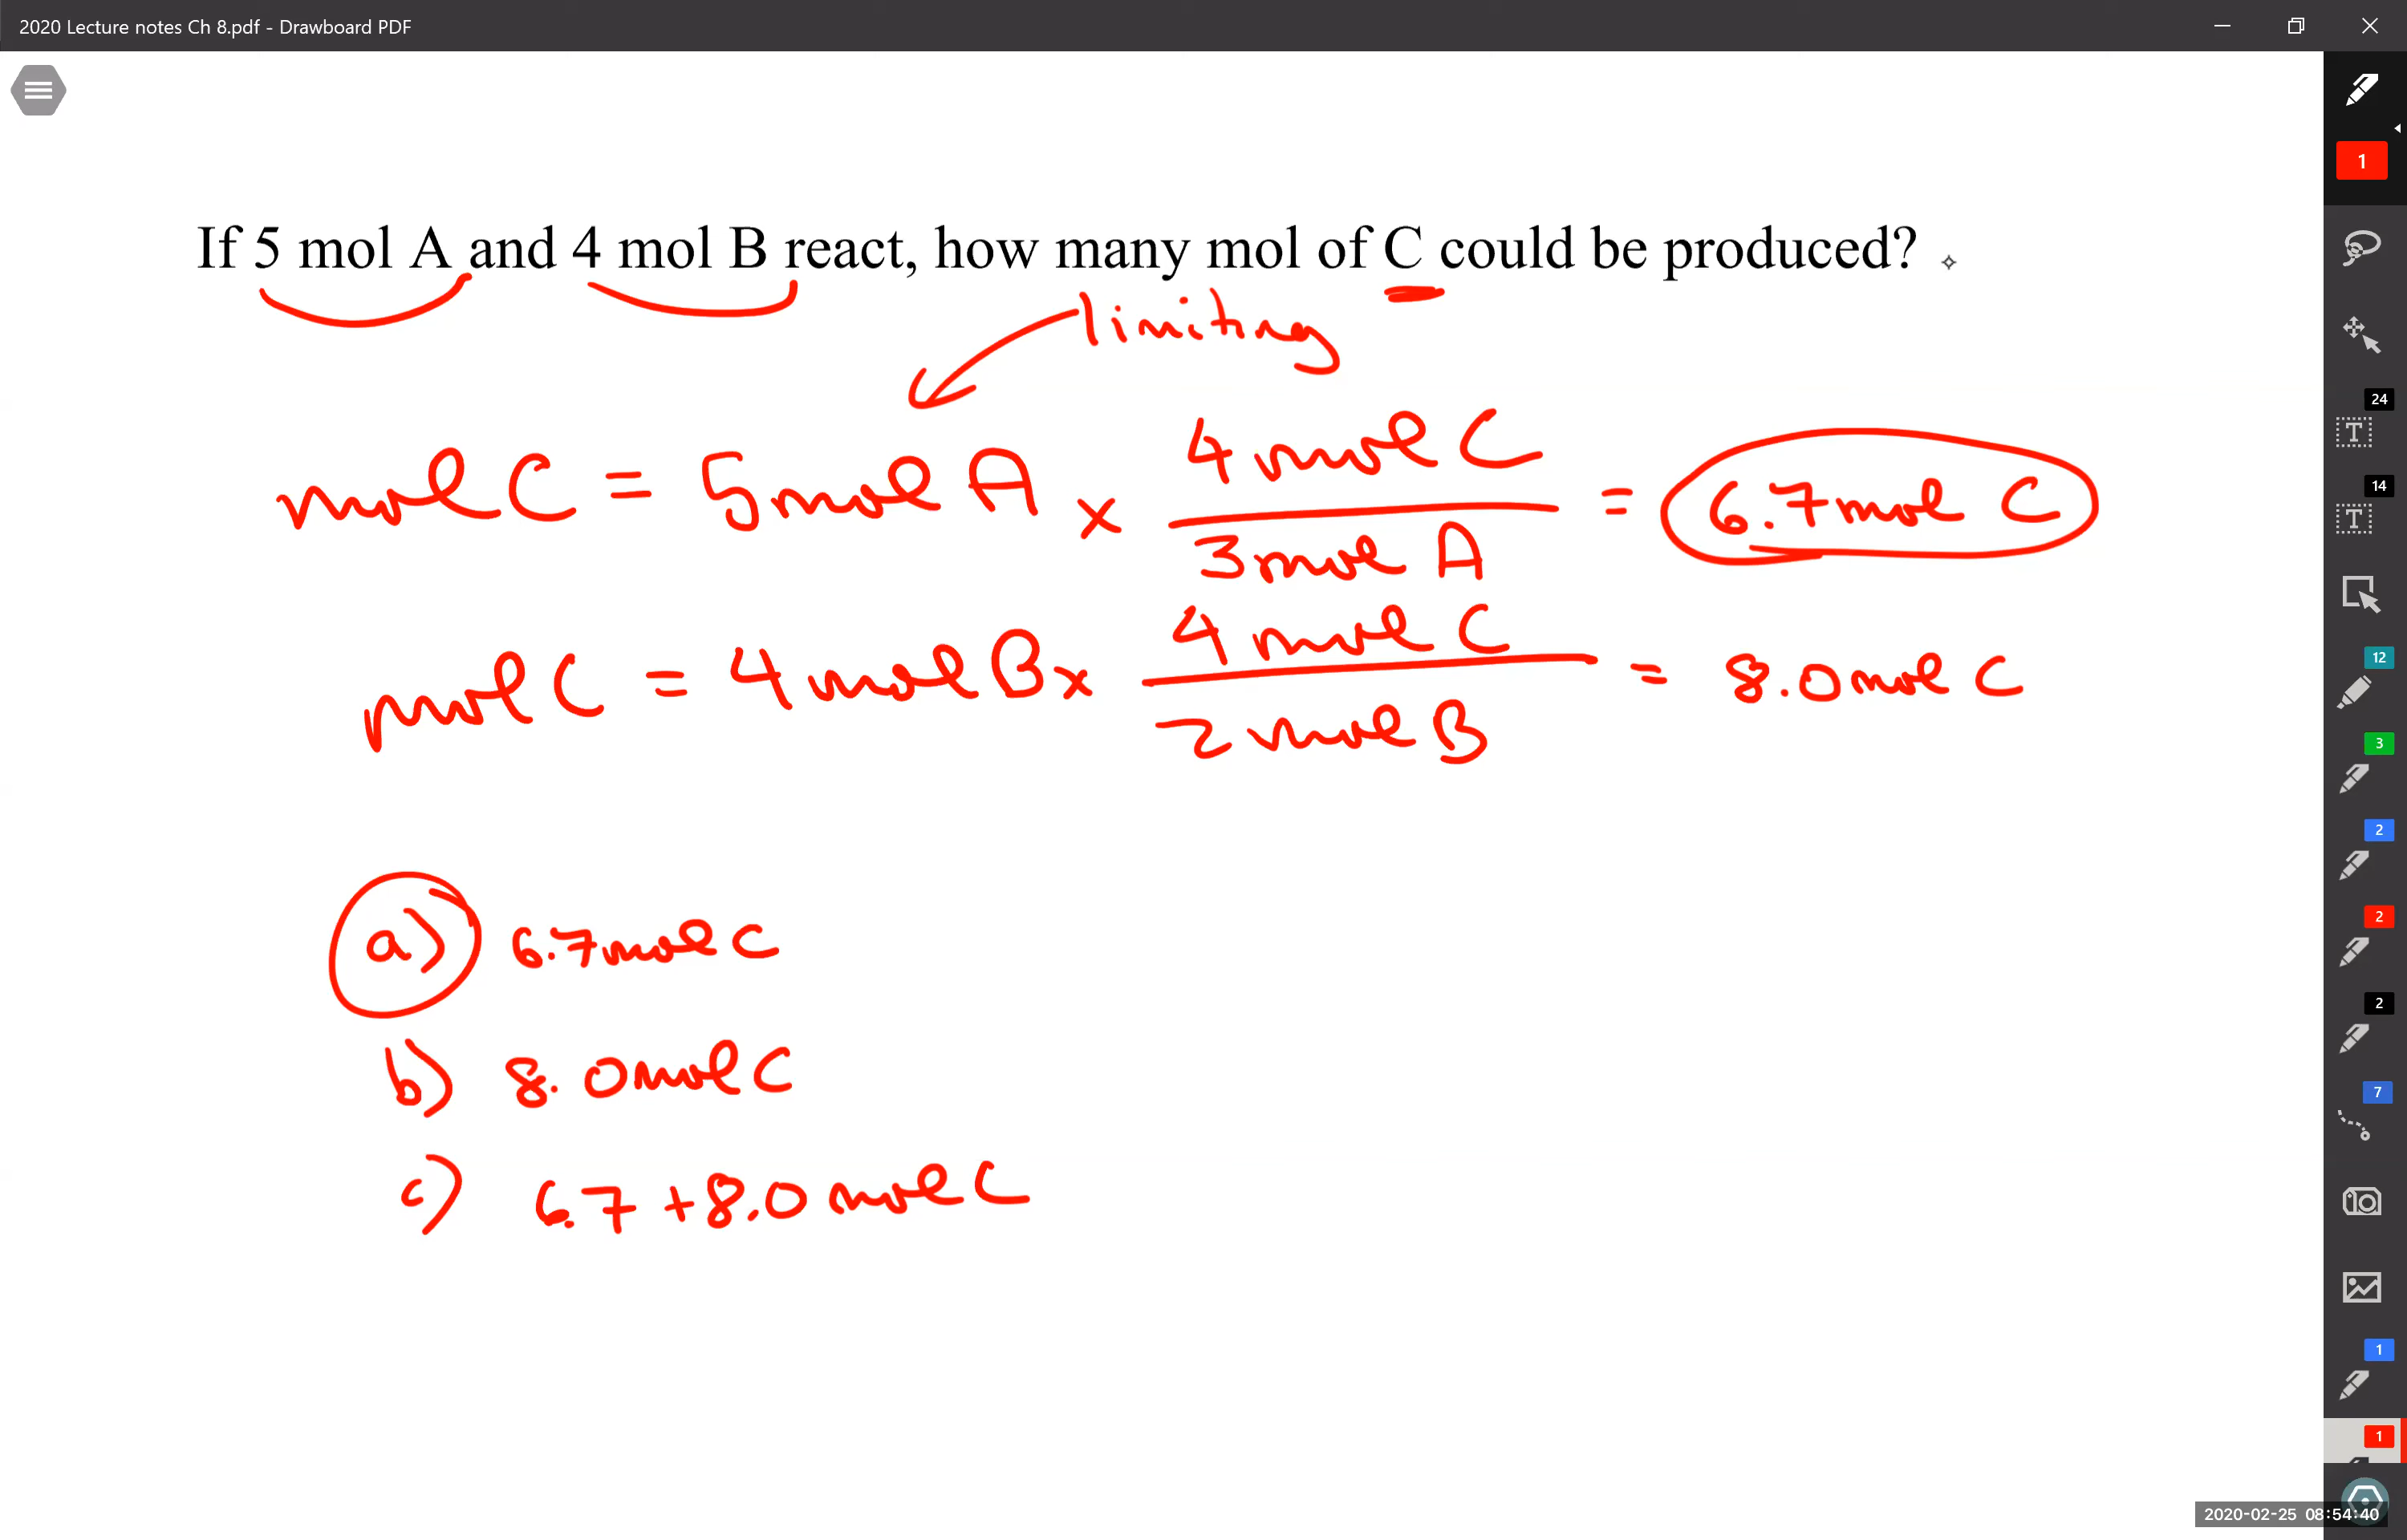 2020 Lecture notes Ch 8.pdf - Drawboard PDF
1
If 5 mol A and 4 mol B react, how many mol of C could be produced?
limiting
mol C = 5 mol A x 4 mol C / 3 mol A = 6.7 mol C
mol C = 4 mol B x 4 mol C / 2 mol B = 8.0 mol C
a) 6.7 mol C
b) 8.0 mol C
c) 6.7 + 8.0 mol C
24
T
14
T
12
3
2
2
2
7
1
1
2020-02-25 08:54:40